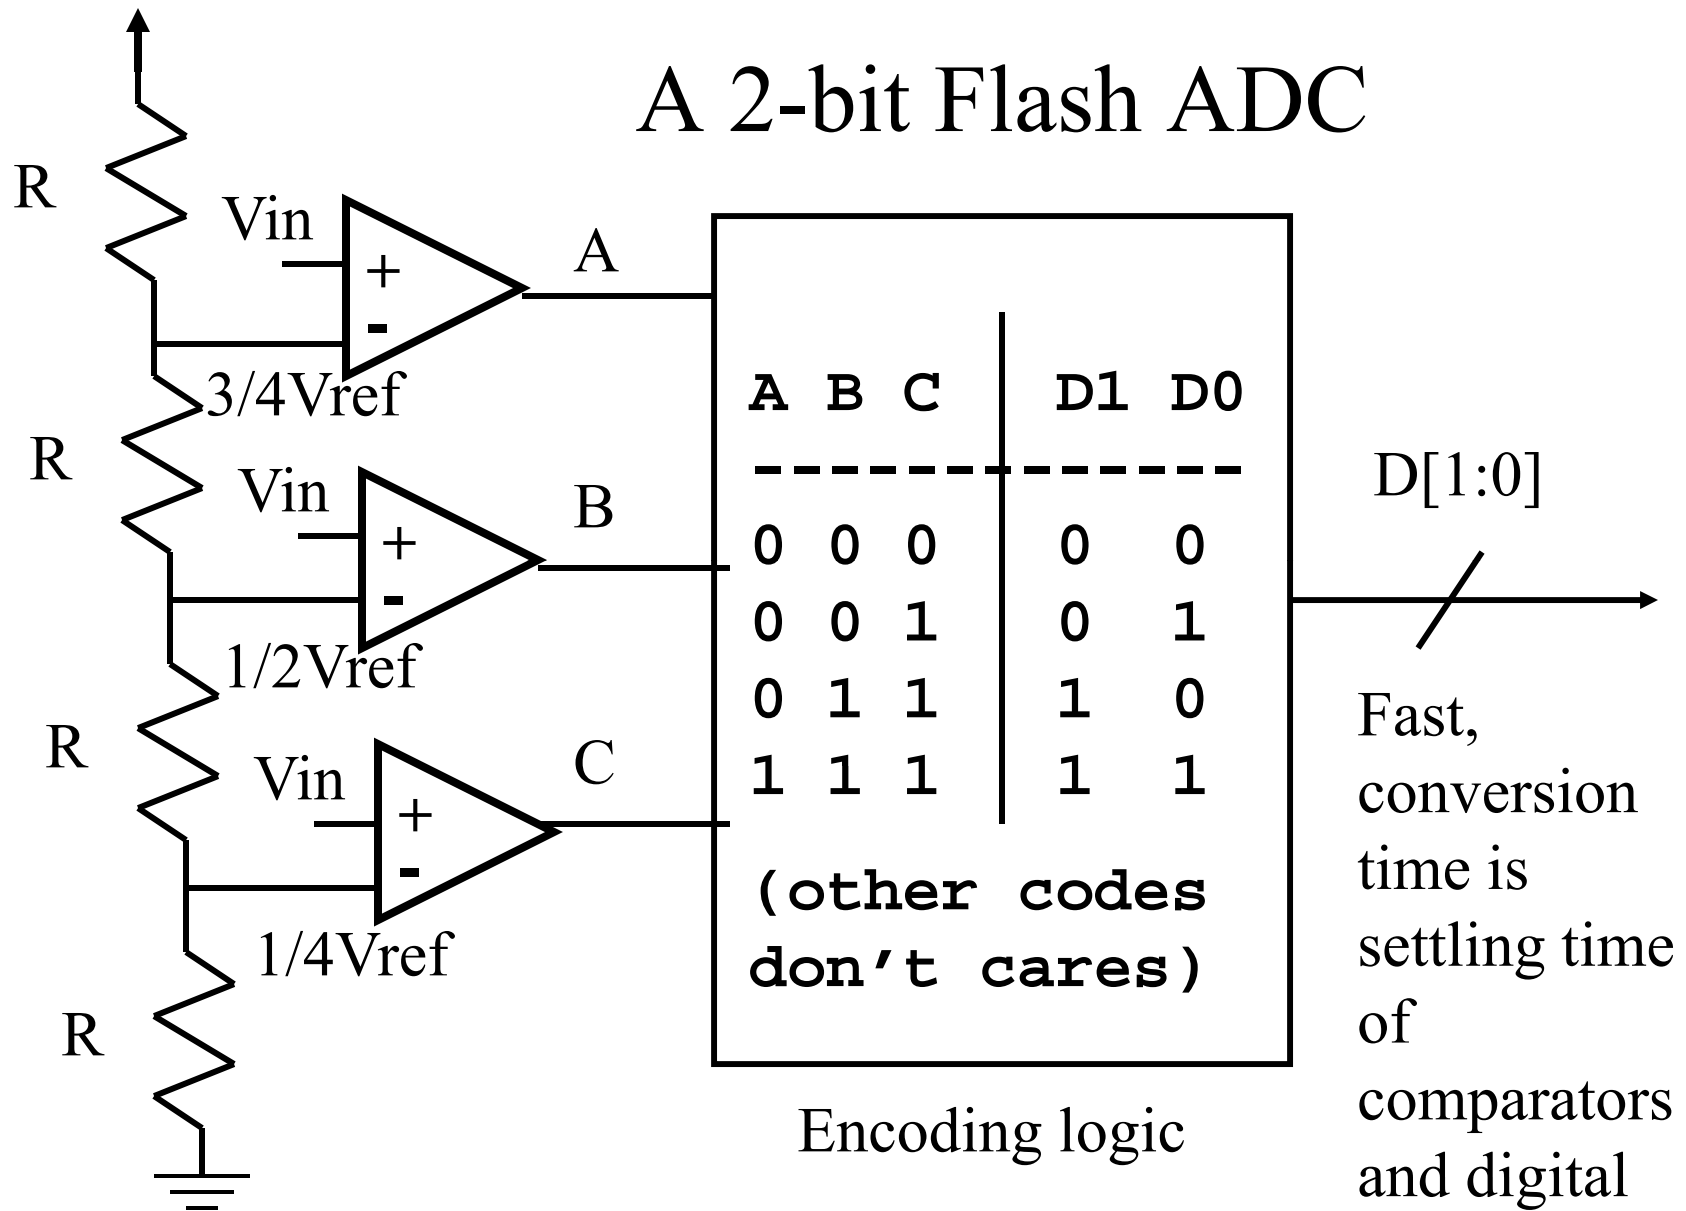 A 2-bit Flash ADC
R
Vin
+
-
A
3/4Vref
R
Vin
+
-
B
1/2Vref
R
Vin
+
-
C
1/4Vref
R
A B C D1 D0
-------------
0 0 0 0 0
0 0 1 0 1
0 1 1 1 0
1 1 1 1 1
(other codes
don’t cares)
Encoding logic
D[1:0]
Fast,
conversion
time is
settling time
of
comparators
and digital